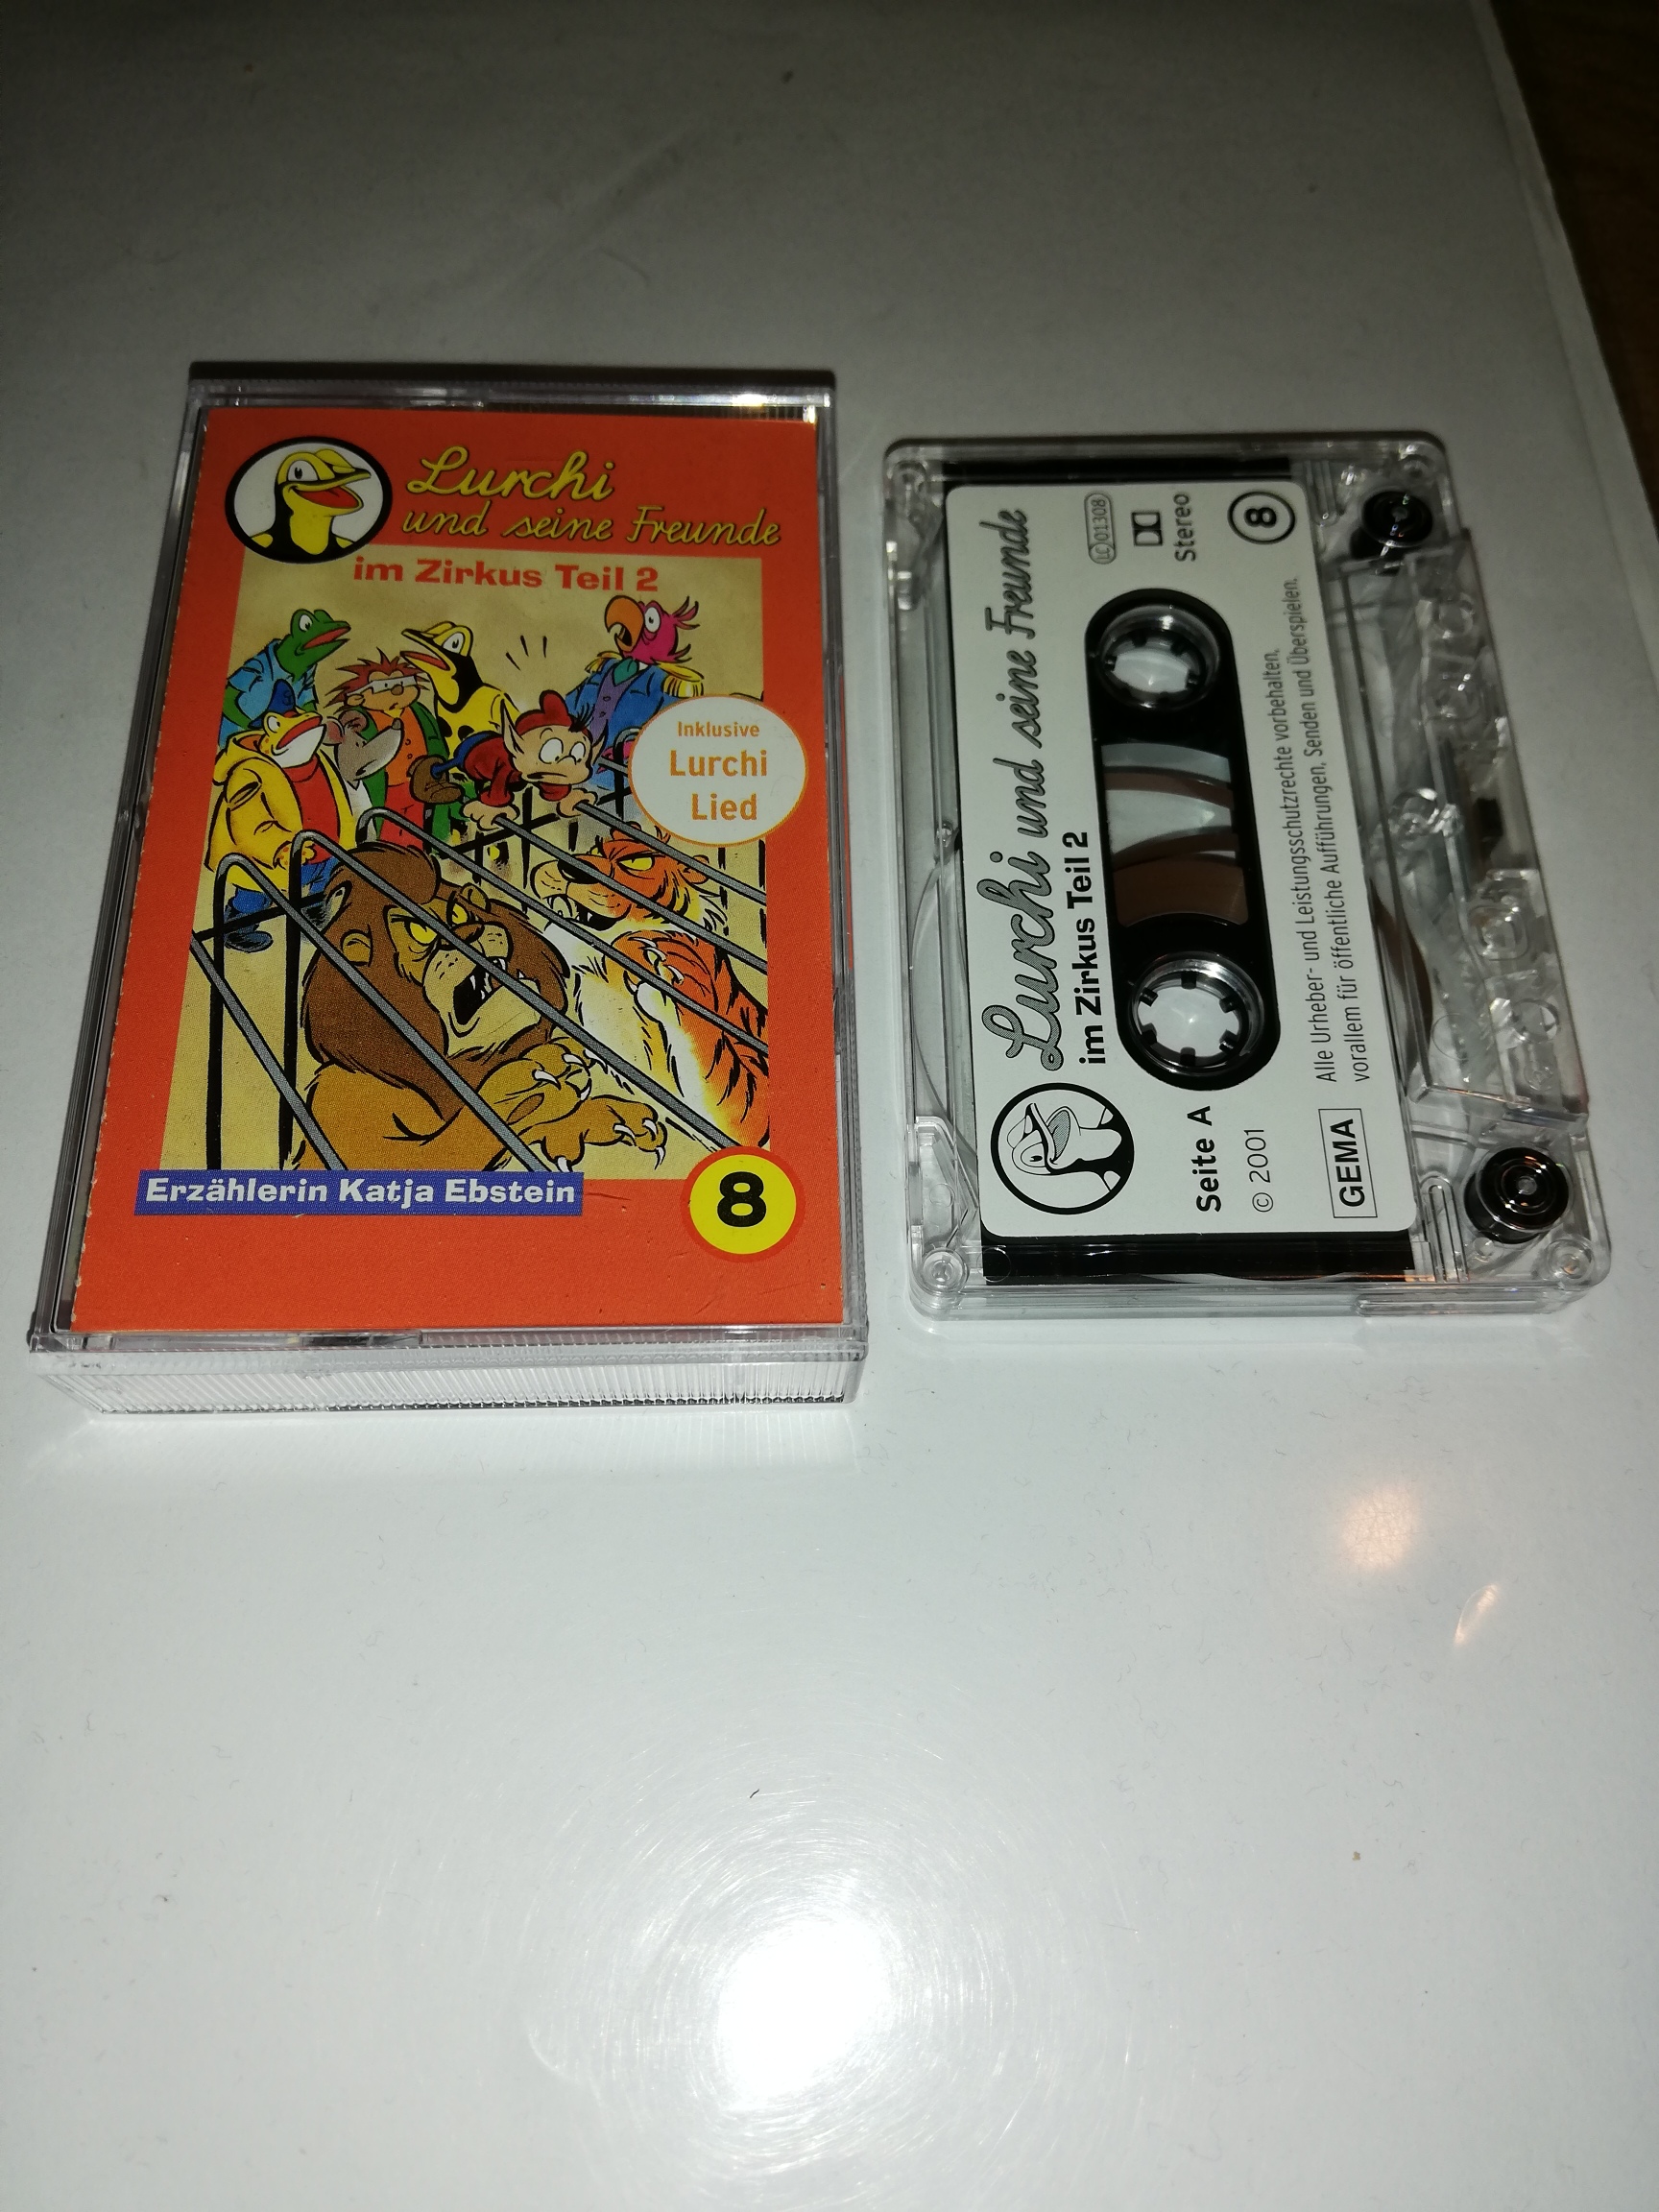 Lurchi
und seine Freunde
im Zirkus Teil 2
Inklusive
Lurchi
Lied
Erzählerin Katja Ebstein
8
Lurchi und seine Freunde
im Zirkus Teil 2
LC 01308
Stereo
8
Seite A
© 2001
GEMA
Alle Urheber- und Leistungsschutzrechte vorbehalten,
vorallem für öffentliche Aufführungen, Senden und Überspielen.